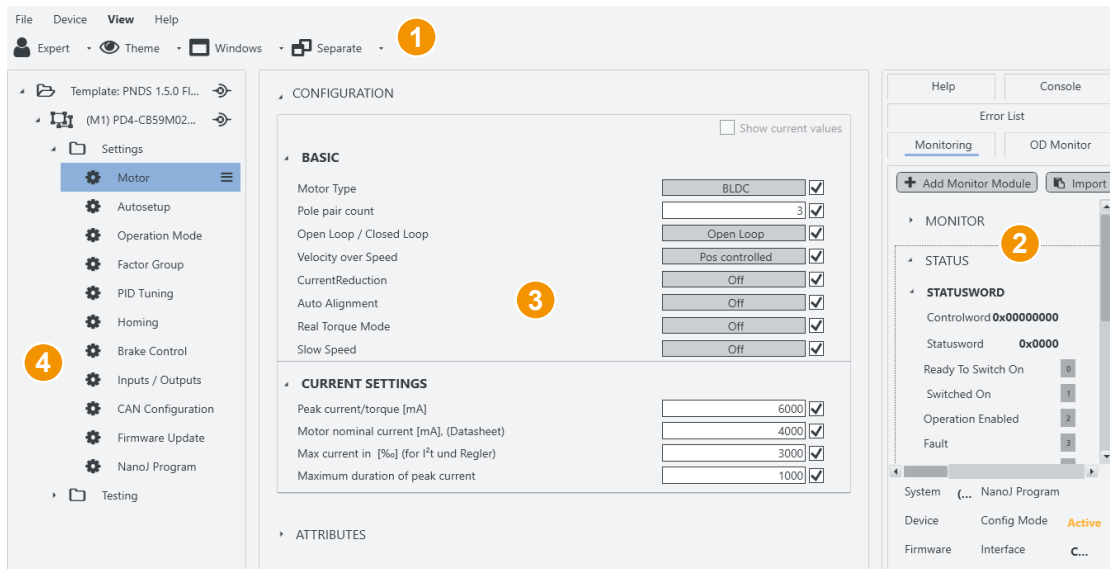 File Device View Help
Expert Theme Windows Separate 1
Template: PNDS 1.5.0 Fl...
(M1) PD4-CB59M02...
Settings
Motor
Autosetup
Operation Mode
Factor Group
PID Tuning
Homing
Brake Control
4
Inputs / Outputs
CAN Configuration
Firmware Update
NanoJ Program
Testing
CONFIGURATION
Show current values
BASIC
Motor Type BLDC
Pole pair count 3
Open Loop / Closed Loop Open Loop
Velocity over Speed Pos controlled
CurrentReduction Off
3
Auto Alignment Off
Real Torque Mode Off
Slow Speed Off
CURRENT SETTINGS
Peak current/torque [mA] 6000
Motor nominal current [mA], (Datasheet) 4000
Max current in [‰] (for I²t und Regler) 3000
Maximum duration of peak current 1000
ATTRIBUTES
Help Console
Error List
Monitoring OD Monitor
Add Monitor Module Import
MONITOR
2
STATUS
STATUSWORD
Controlword 0x00000000
Statusword 0x0000
Ready To Switch On 0
Switched On 1
Operation Enabled 2
Fault 3
System (... NanoJ Program
Device Config Mode Active
Firmware Interface C...